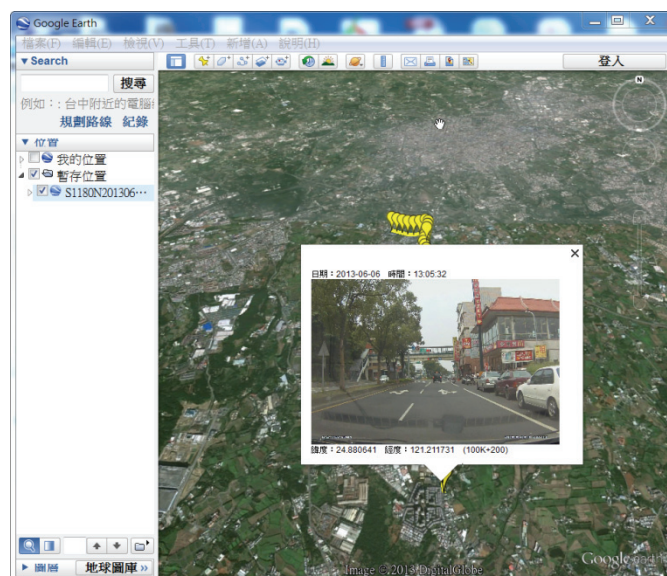 Google Earth
檔案(F) 編輯(E) 檢視(V) 工具(T) 新增(A) 說明(H)
▼ Search
登入
搜尋
例如：: 台中附近的電腦
規劃路線 紀錄
▼ 位置
我的位置
暫存位置
S1180N201306…
N
日期：2013-06-06 時間：13:05:32
緯度：24.880641 經度：121.211731 (100K+200)
圖層
地球圖庫 »
Image © 2013 DigitalGlobe
Google earth